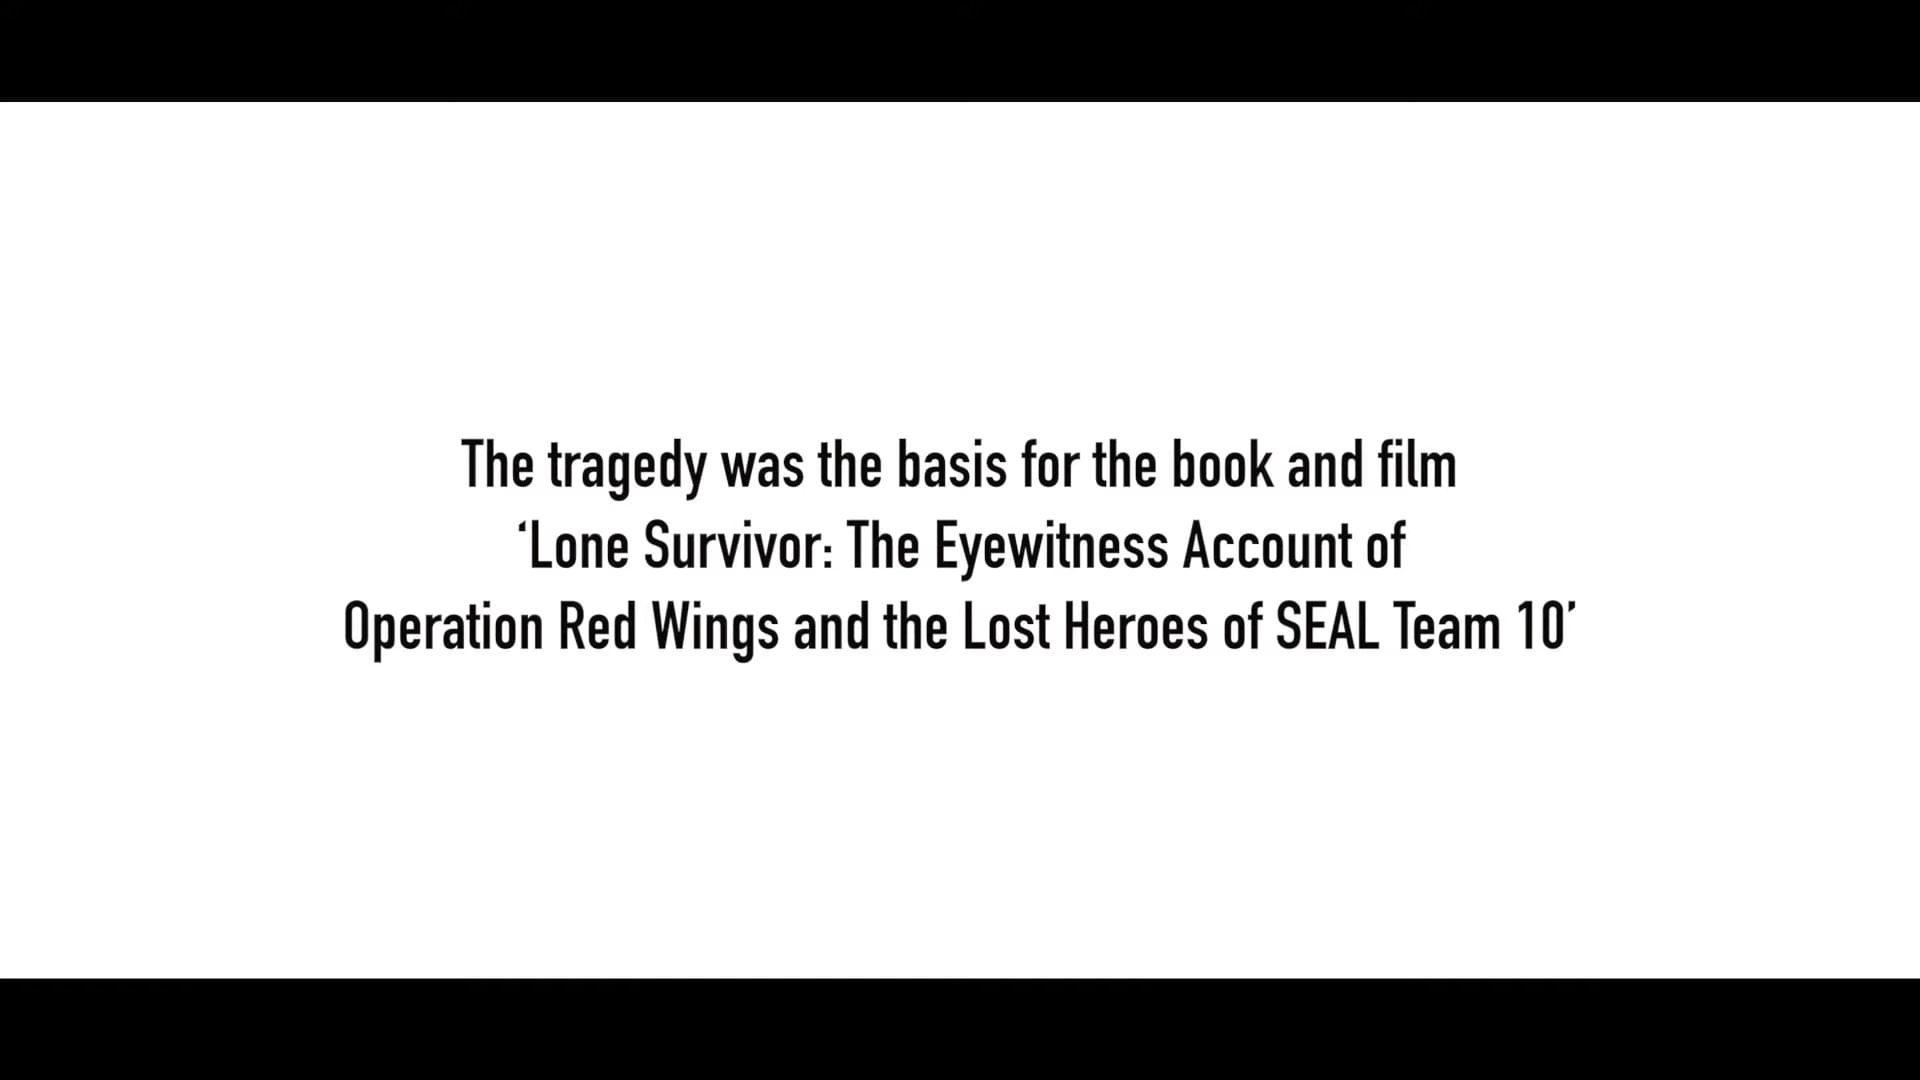 The tragedy was the basis for the book and film
‘Lone Survivor: The Eyewitness Account of
Operation Red Wings and the Lost Heroes of SEAL Team 10’